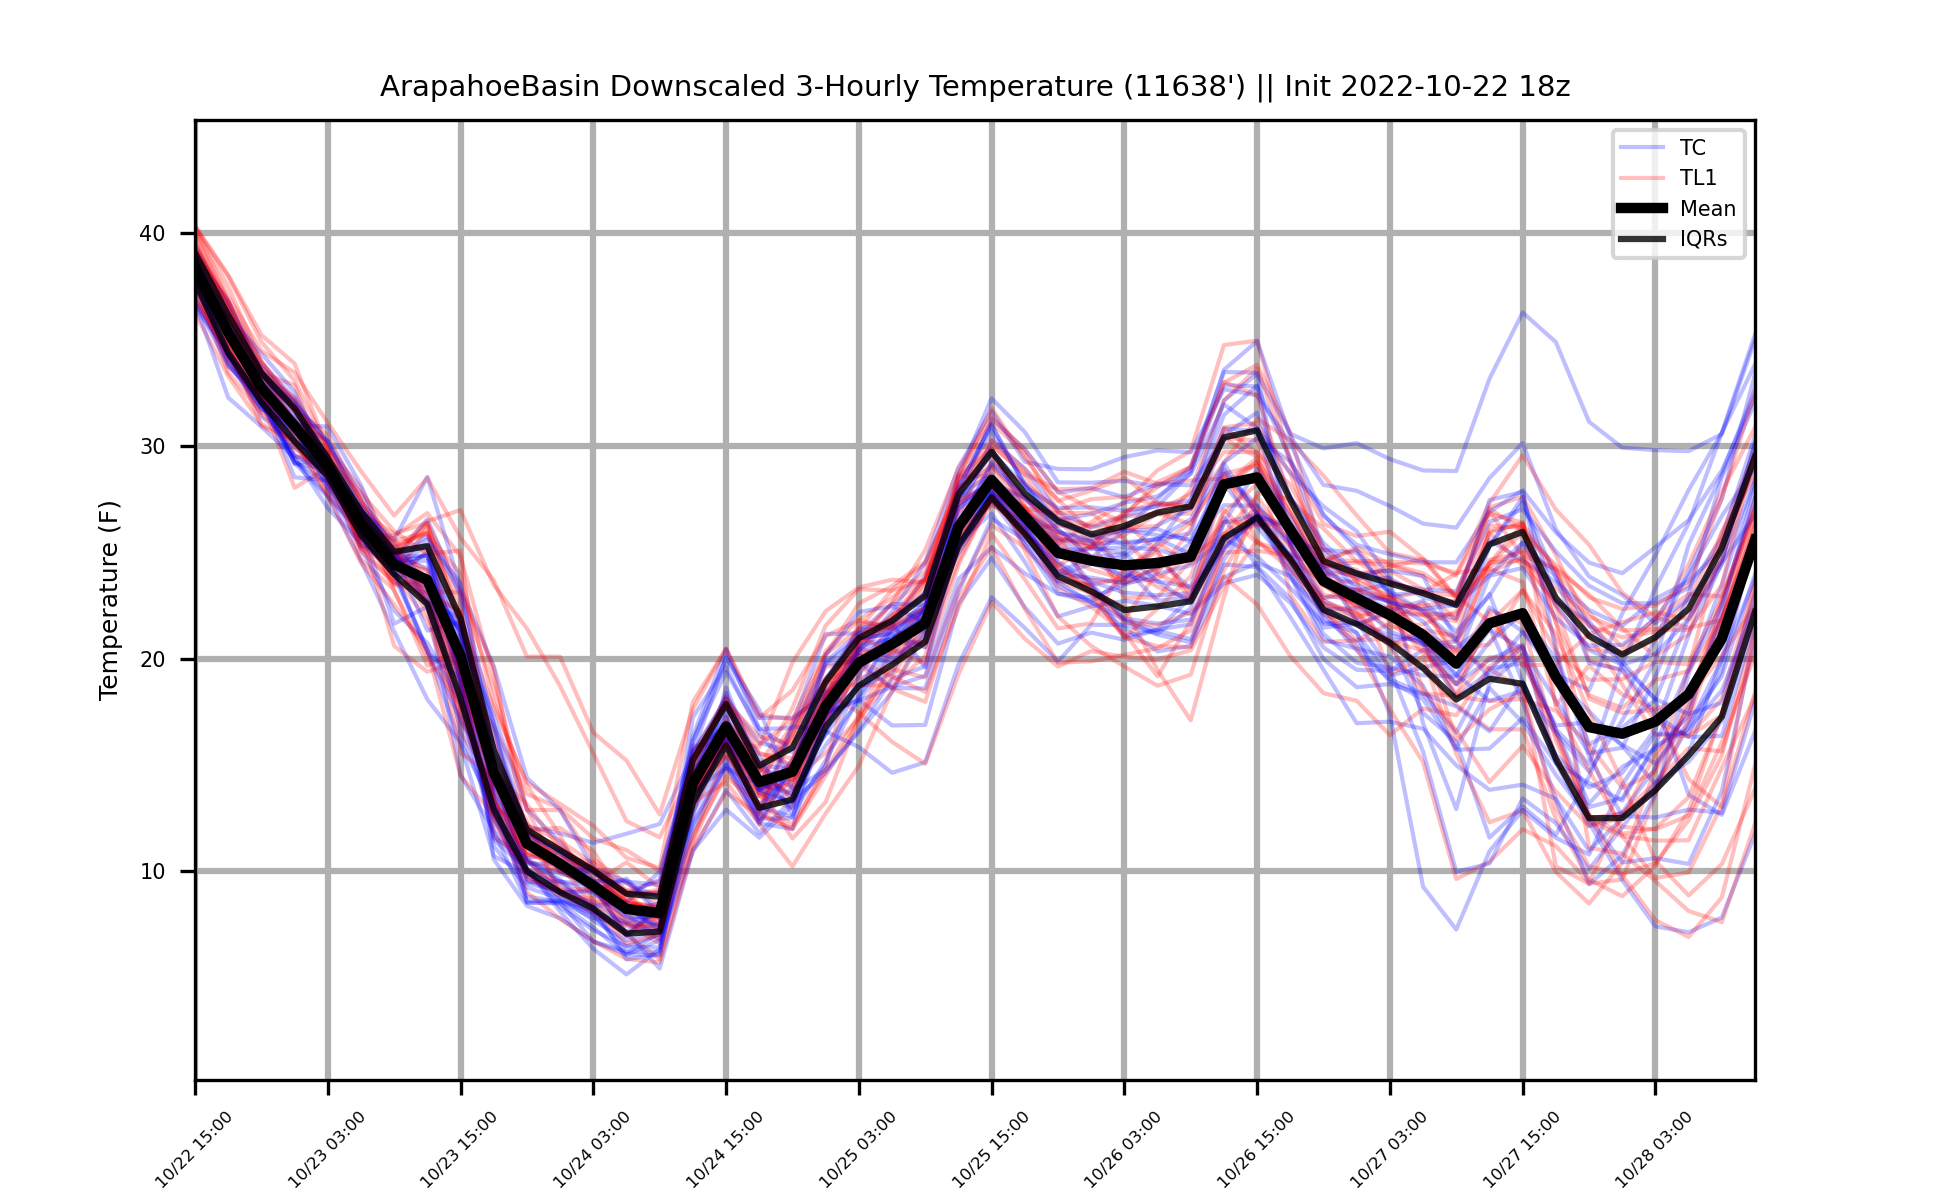 ArapahoeBasin Downscaled 3-Hourly Temperature (11638') || Init 2022-10-22 18z
TC
TL1
Mean
IQRs
Temperature (F)
40
30
20
10
10/22 15:00
10/23 03:00
10/23 15:00
10/24 03:00
10/24 15:00
10/25 03:00
10/25 15:00
10/26 03:00
10/26 15:00
10/27 03:00
10/27 15:00
10/28 03:00